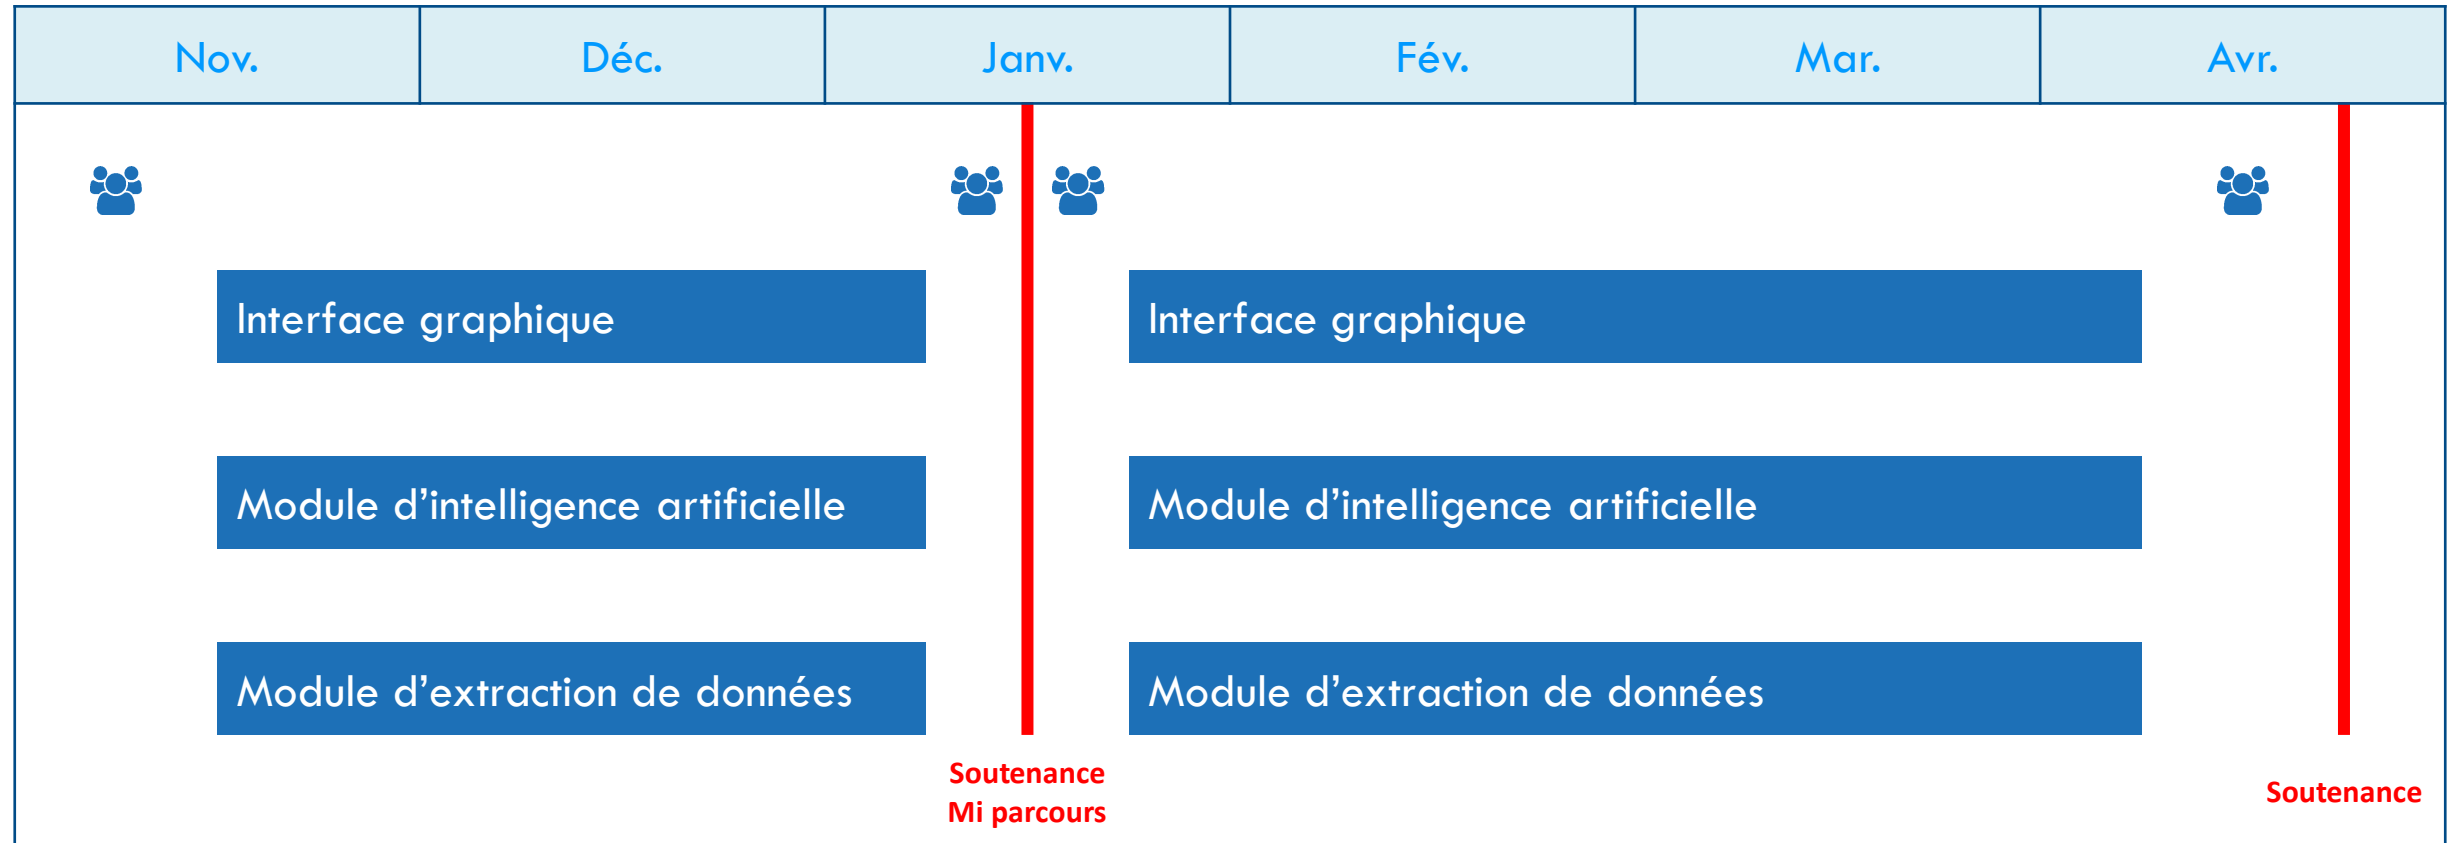 Nov.
Déc.
Janv.
Fév.
Mar.
Avr.
Interface graphique
Interface graphique
Module d’intelligence artificielle
Module d’intelligence artificielle
Module d’extraction de données
Module d’extraction de données
Soutenance
Mi parcours
Soutenance